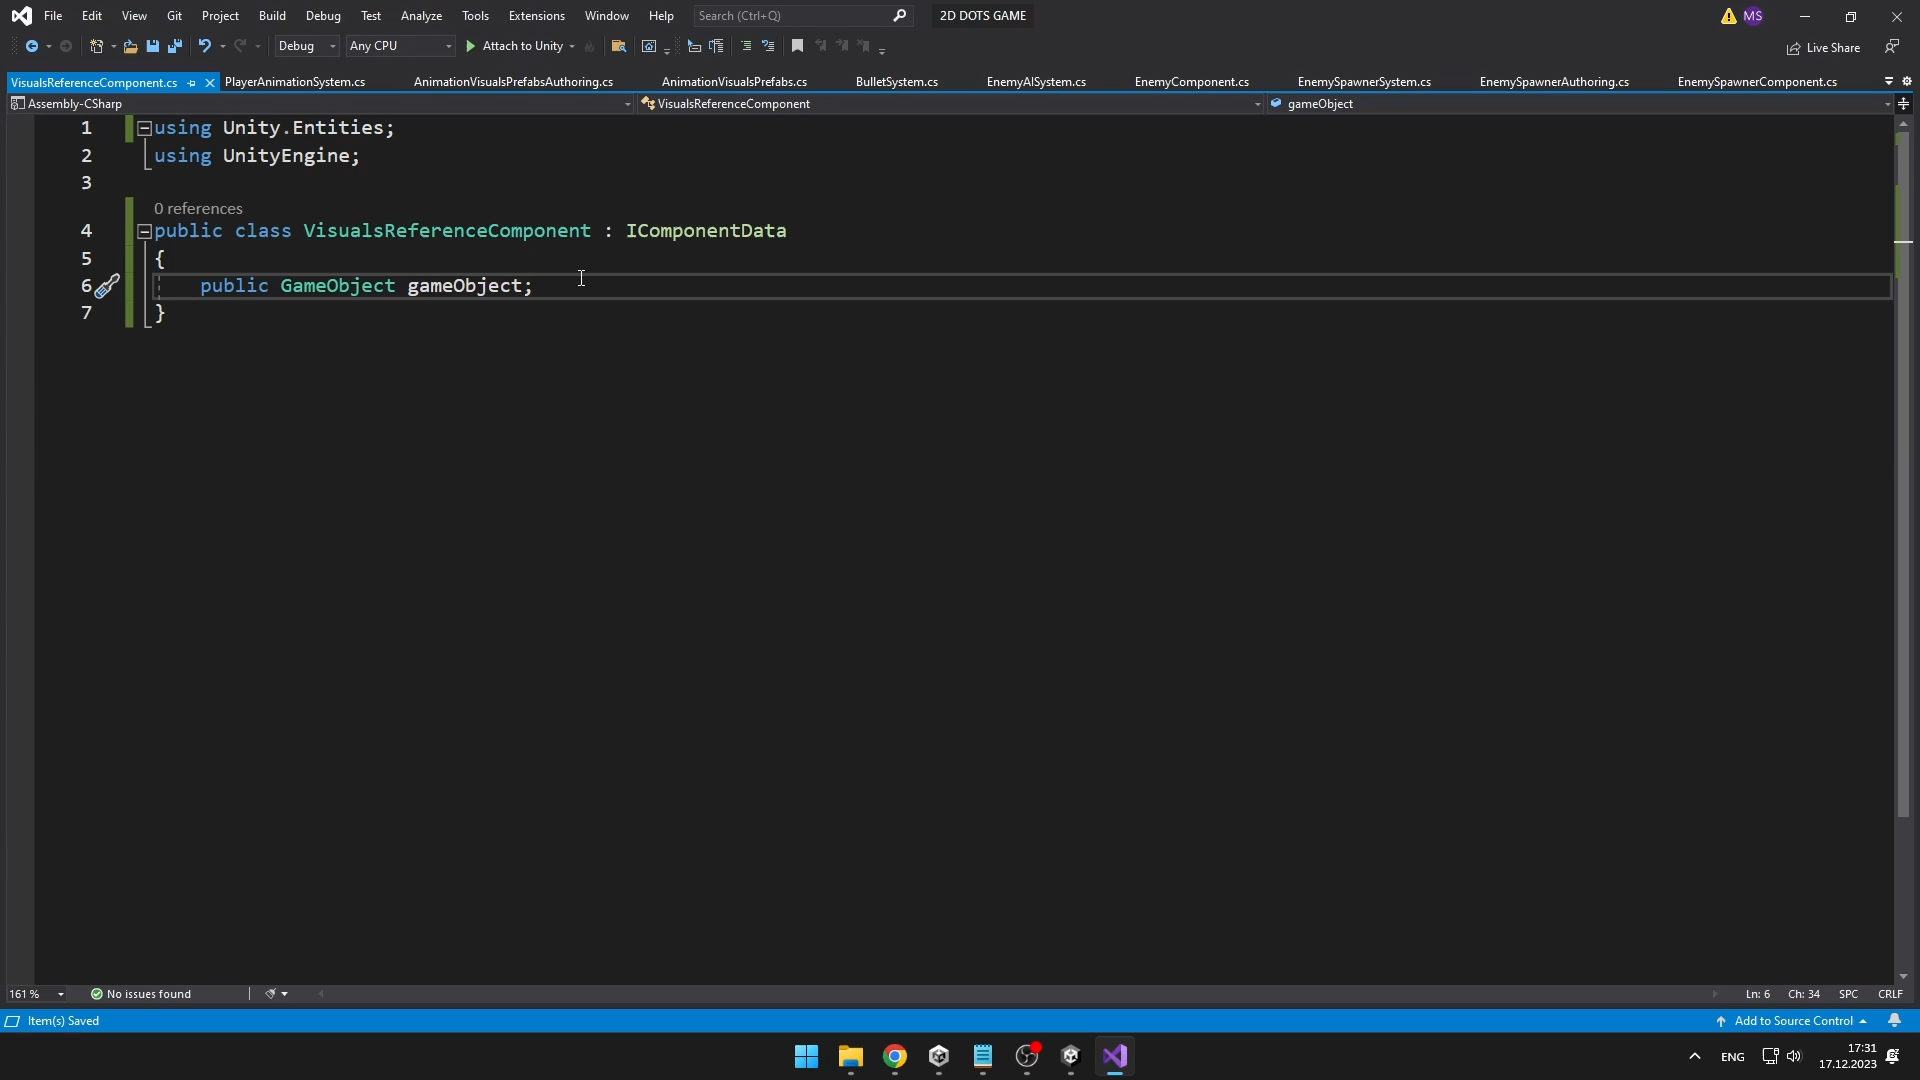 File Edit View Git Project Build Debug Test Analyze Tools Extensions Window Help Search (Ctrl+Q) 2D DOTS GAME MS
Debug Any CPU Attach to Unity Live Share
VisualsReferenceComponent.cs PlayerAnimationSystem.cs AnimationVisualsPrefabsAuthoring.cs AnimationVisualsPrefabs.cs BulletSystem.cs EnemyAISystem.cs EnemyComponent.cs EnemySpawnerSystem.cs EnemySpawnerAuthoring.cs EnemySpawnerComponent.cs
Assembly-CSharp VisualsReferenceComponent gameObject
1 using Unity.Entities;
2 using UnityEngine;
3
0 references
4 public class VisualsReferenceComponent : IComponentData
5 {
6 public GameObject gameObject;
7 }
161 % No issues found Ln: 6 Ch: 34 SPC CRLF
Item(s) Saved Add to Source Control
ENG 17:31
17.12.2023